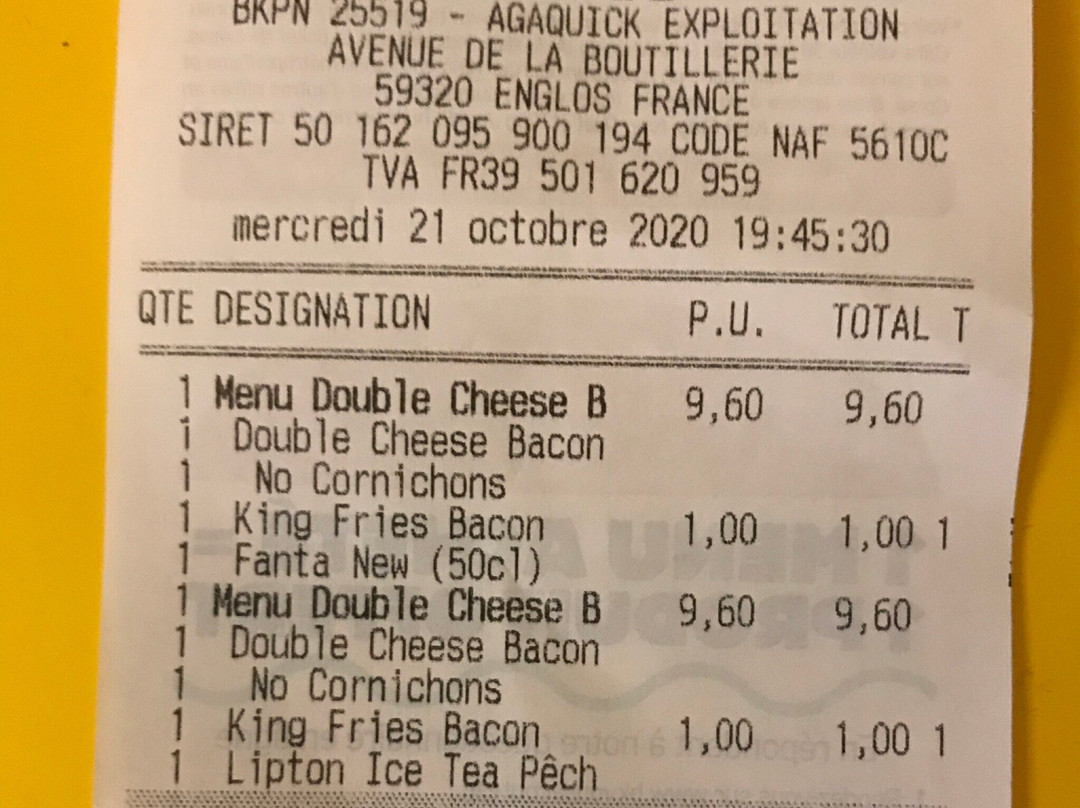 BKPN 25519 - AGAQUICK EXPLOITATION
AVENUE DE LA BOUTILLERIE
59320 ENGLOS FRANCE
SIRET 50 162 095 900 194 CODE NAF 5610C
TVA FR39 501 620 959
mercredi 21 octobre 2020 19:45:30
QTE DESIGNATION P.U. TOTAL T
1 Menu Double Cheese B 9,60 9,60
1 Double Cheese Bacon
1 No Cornichons
1 King Fries Bacon 1,00 1,00 1
1 Fanta New (50cl)
1 Menu Double Cheese B 9,60 9,60
1 Double Cheese Bacon
1 No Cornichons
1 King Fries Bacon 1,00 1,00 1
1 Lipton Ice Tea Pêch